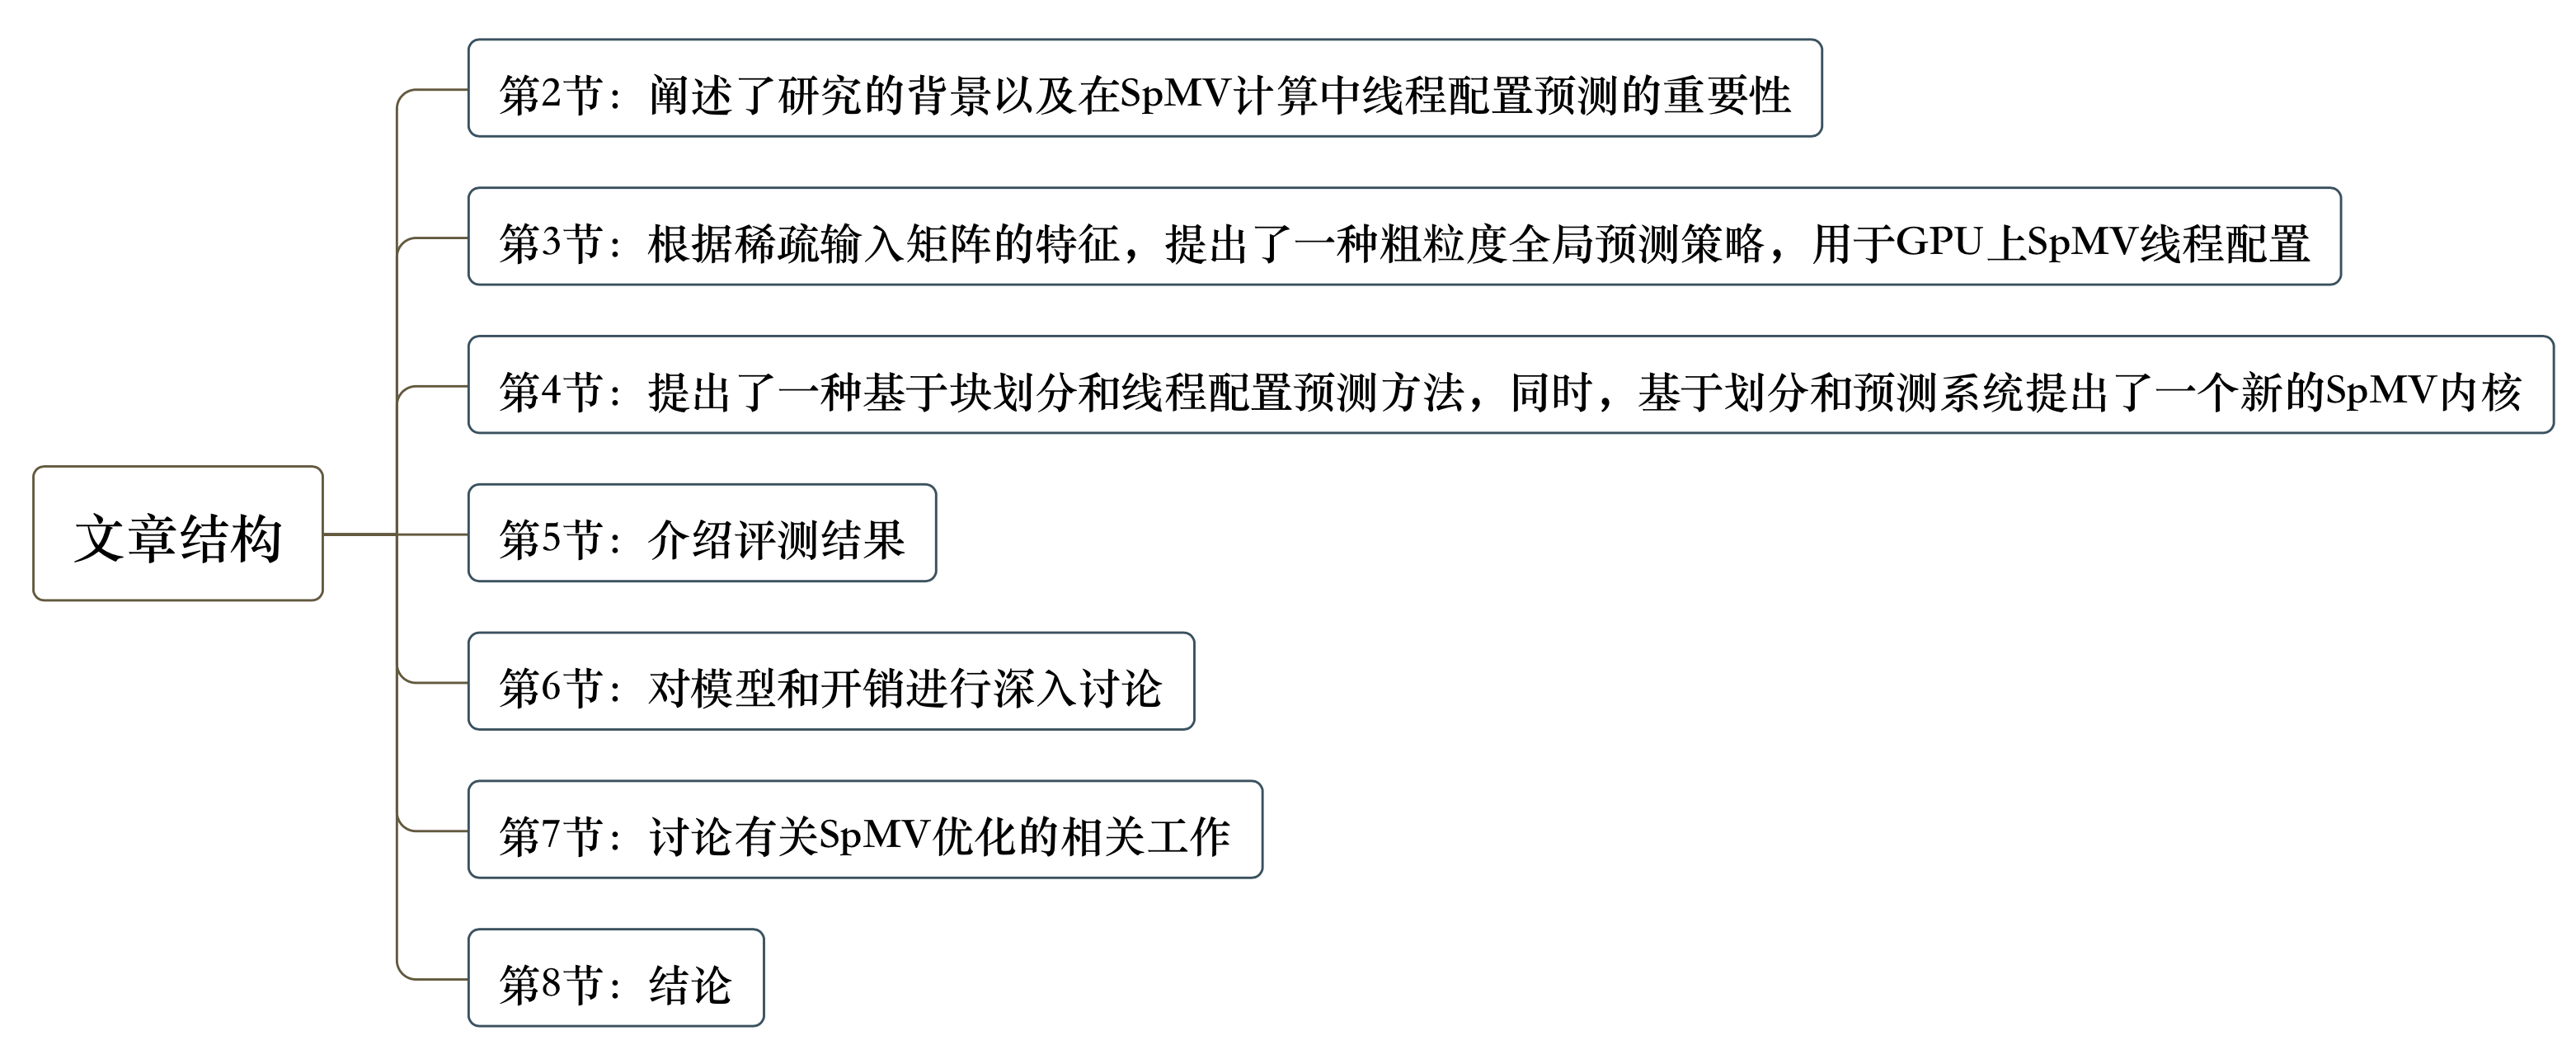 文章结构
第2节：阐述了研究的背景以及在SpMV计算中线程配置预测的重要性
第3节：根据稀疏输入矩阵的特征，提出了一种粗粒度全局预测策略，用于GPU上SpMV线程配置
第4节：提出了一种基于块划分和线程配置预测方法，同时，基于划分和预测系统提出了一个新的SpMV内核
第5节：介绍评测结果
第6节：对模型和开销进行深入讨论
第7节：讨论有关SpMV优化的相关工作
第8节：结论